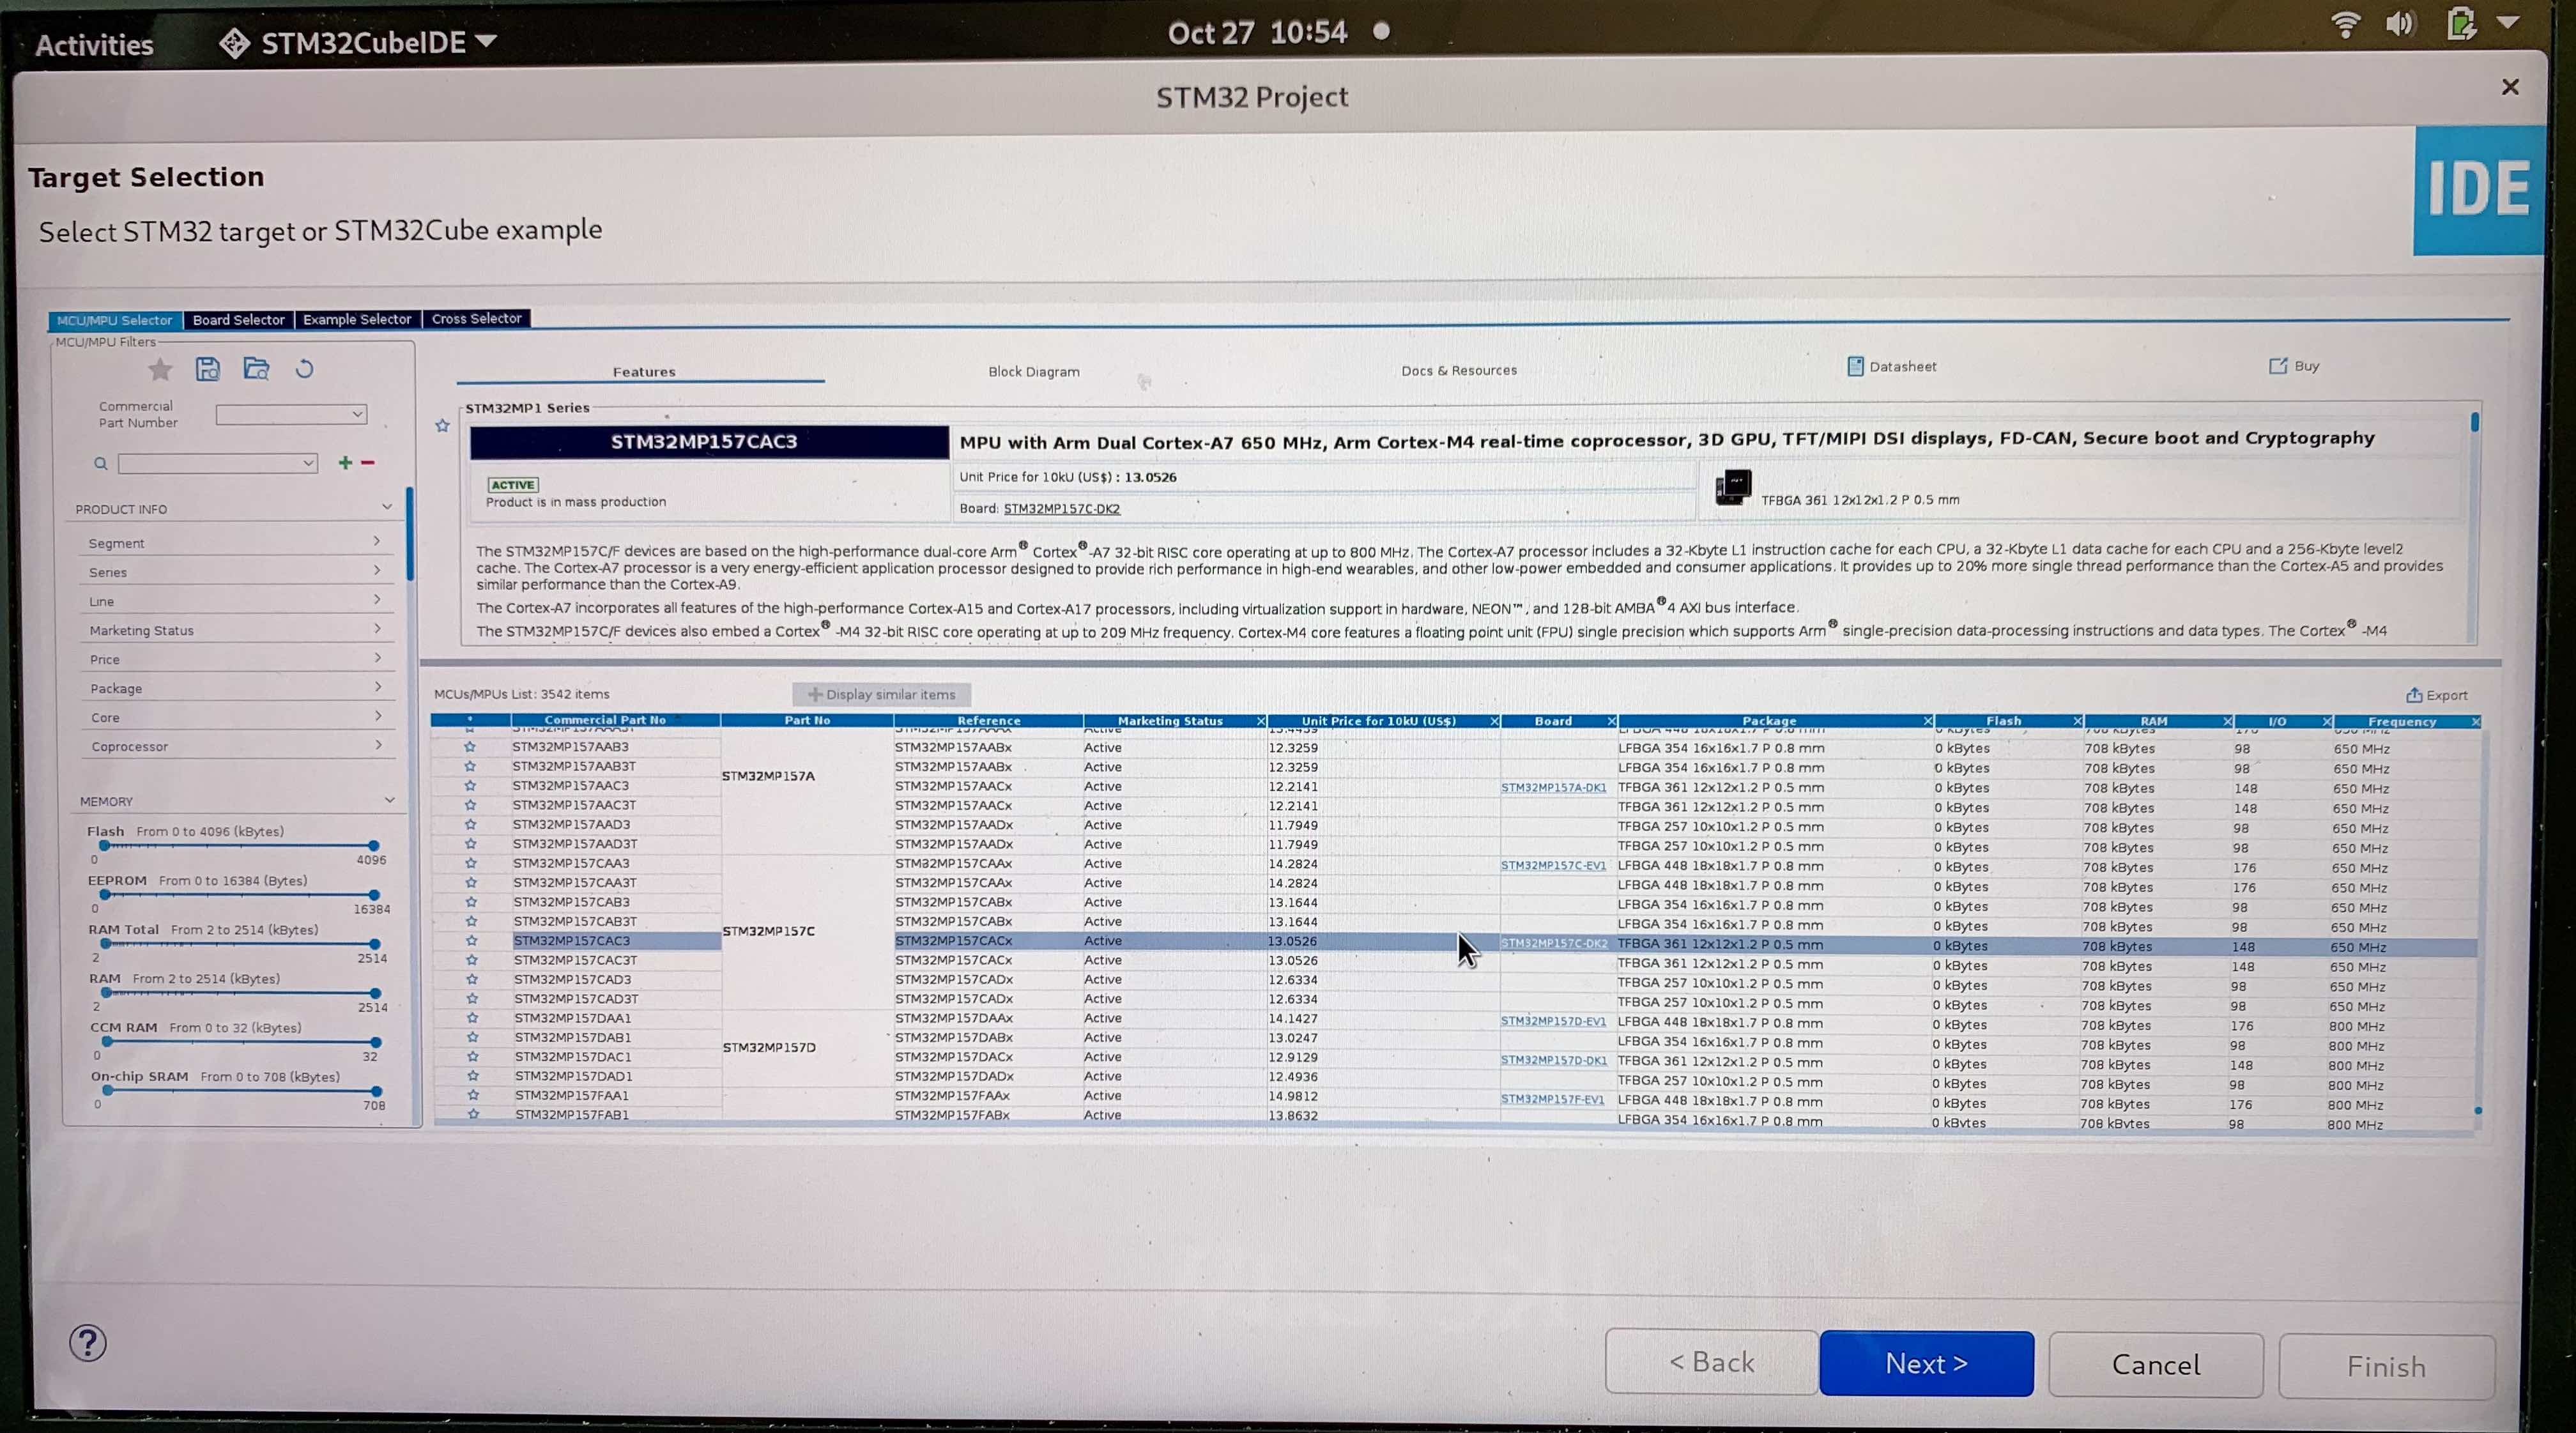 Activities STM32CubeIDE Oct 27 10:54
STM32 Project
Target Selection
IDE
Select STM32 target or STM32Cube example
MCU/MPU Selector Board Selector Example Selector Cross Selector
MCU/MPU Filters
Commercial
Part Number
PRODUCT INFO
Segment
Series
Line
Marketing Status
Price
Package
Core
Coprocessor
MEMORY
Flash From 0 to 4096 (kBytes)
0 4096
EEPROM From 0 to 16384 (Bytes)
0 16384
RAM Total From 2 to 2514 (kBytes)
2 2514
RAM From 2 to 2514 (kBytes)
2 2514
CCM RAM From 0 to 32 (kBytes)
0 32
On-chip SRAM From 0 to 708 (kBytes)
0 708
Features Block Diagram Docs & Resources Datasheet Buy
STM32MP1 Series
STM32MP157CAC3 MPU with Arm Dual Cortex-A7 650 MHz, Arm Cortex-M4 real-time coprocessor, 3D GPU, TFT/MIPI DSI displays, FD-CAN, Secure boot and Cryptography
ACTIVE
Product is in mass production
Unit Price for 10kU (US$) : 13.0526
Board: STM32MP157C-DK2
TFBGA 361 12x12x1.2 P 0.5 mm
The STM32MP157C/F devices are based on the high-performance dual-core Arm® Cortex®-A7 32-bit RISC core operating at up to 800 MHz. The Cortex-A7 processor includes a 32-Kbyte L1 instruction cache for each CPU, a 32-Kbyte L1 data cache for each CPU and a 256-Kbyte level2
cache. The Cortex-A7 processor is a very energy-efficient application processor designed to provide rich performance in high-end wearables, and other low-power embedded and consumer applications. It provides up to 20% more single thread performance than the Cortex-A5 and provides
similar performance than the Cortex-A9.
The Cortex-A7 incorporates all features of the high-performance Cortex-A15 and Cortex-A17 processors, including virtualization support in hardware, NEON™, and 128-bit AMBA®4 AXI bus interface.
The STM32MP157C/F devices also embed a Cortex® -M4 32-bit RISC core operating at up to 209 MHz frequency. Cortex-M4 core features a floating point unit (FPU) single precision which supports Arm® single-precision data-processing instructions and data types. The Cortex® -M4
MCUs/MPUs List: 3542 items + Display similar items Export
* Commercial Part No Part No Reference Marketing Status X Unit Price for 10kU (US$) X Board X Package X Flash X RAM X I/O X Frequency X
STM32MP157AAB3 STM32MP157AABx Active 12.3259 LFBGA 354 16x16x1.7 P 0.8 mm 0 kBytes 708 kBytes 98 650 MHz
STM32MP157AAB3T STM32MP157AABx Active 12.3259 LFBGA 354 16x16x1.7 P 0.8 mm 0 kBytes 708 kBytes 98 650 MHz
STM32MP157A
STM32MP157AAC3 STM32MP157AACx Active 12.2141 STM32MP157A-DK1 TFBGA 361 12x12x1.2 P 0.5 mm 0 kBytes 708 kBytes 148 650 MHz
STM32MP157AAC3T STM32MP157AACx Active 12.2141 TFBGA 361 12x12x1.2 P 0.5 mm 0 kBytes 708 kBytes 148 650 MHz
STM32MP157AAD3 STM32MP157AADx Active 11.7949 TFBGA 257 10x10x1.2 P 0.5 mm 0 kBytes 708 kBytes 98 650 MHz
STM32MP157AAD3T STM32MP157AADx Active 11.7949 TFBGA 257 10x10x1.2 P 0.5 mm 0 kBytes 708 kBytes 98 650 MHz
STM32MP157CAA3 STM32MP157CAAx Active 14.2824 STM32MP157C-EV1 LFBGA 448 18x18x1.7 P 0.8 mm 0 kBytes 708 kBytes 176 650 MHz
STM32MP157CAA3T STM32MP157CAAx Active 14.2824 LFBGA 448 18x18x1.7 P 0.8 mm 0 kBytes 708 kBytes 176 650 MHz
STM32MP157CAB3 STM32MP157CABx Active 13.1644 LFBGA 354 16x16x1.7 P 0.8 mm 0 kBytes 708 kBytes 98 650 MHz
STM32MP157CAB3T STM32MP157CABx Active 13.1644 LFBGA 354 16x16x1.7 P 0.8 mm 0 kBytes 708 kBytes 98 650 MHz
STM32MP157C
STM32MP157CAC3 STM32MP157CACx Active 13.0526 STM32MP157C-DK2 TFBGA 361 12x12x1.2 P 0.5 mm 0 kBytes 708 kBytes 148 650 MHz
STM32MP157CAC3T STM32MP157CACx Active 13.0526 TFBGA 361 12x12x1.2 P 0.5 mm 0 kBytes 708 kBytes 148 650 MHz
STM32MP157CAD3 STM32MP157CADx Active 12.6334 TFBGA 257 10x10x1.2 P 0.5 mm 0 kBytes 708 kBytes 98 650 MHz
STM32MP157CAD3T STM32MP157CADx Active 12.6334 TFBGA 257 10x10x1.2 P 0.5 mm 0 kBytes 708 kBytes 98 650 MHz
STM32MP157DAA1 STM32MP157DAAx Active 14.1427 STM32MP157D-EV1 LFBGA 448 18x18x1.7 P 0.8 mm 0 kBytes 708 kBytes 176 800 MHz
STM32MP157DAB1 STM32MP157DABx Active 13.0247 LFBGA 354 16x16x1.7 P 0.8 mm 0 kBytes 708 kBytes 98 800 MHz
STM32MP157D
STM32MP157DAC1 STM32MP157DACx Active 12.9129 STM32MP157D-DK1 TFBGA 361 12x12x1.2 P 0.5 mm 0 kBytes 708 kBytes 148 800 MHz
STM32MP157DAD1 STM32MP157DADx Active 12.4936 TFBGA 257 10x10x1.2 P 0.5 mm 0 kBytes 708 kBytes 98 800 MHz
STM32MP157FAA1 STM32MP157FAAx Active 14.9812 STM32MP157F-EV1 LFBGA 448 18x18x1.7 P 0.8 mm 0 kBytes 708 kBytes 176 800 MHz
STM32MP157FAB1 STM32MP157FABx Active 13.8632 LFBGA 354 16x16x1.7 P 0.8 mm 0 kBytes 708 kBytes 98 800 MHz
? < Back Next > Cancel Finish